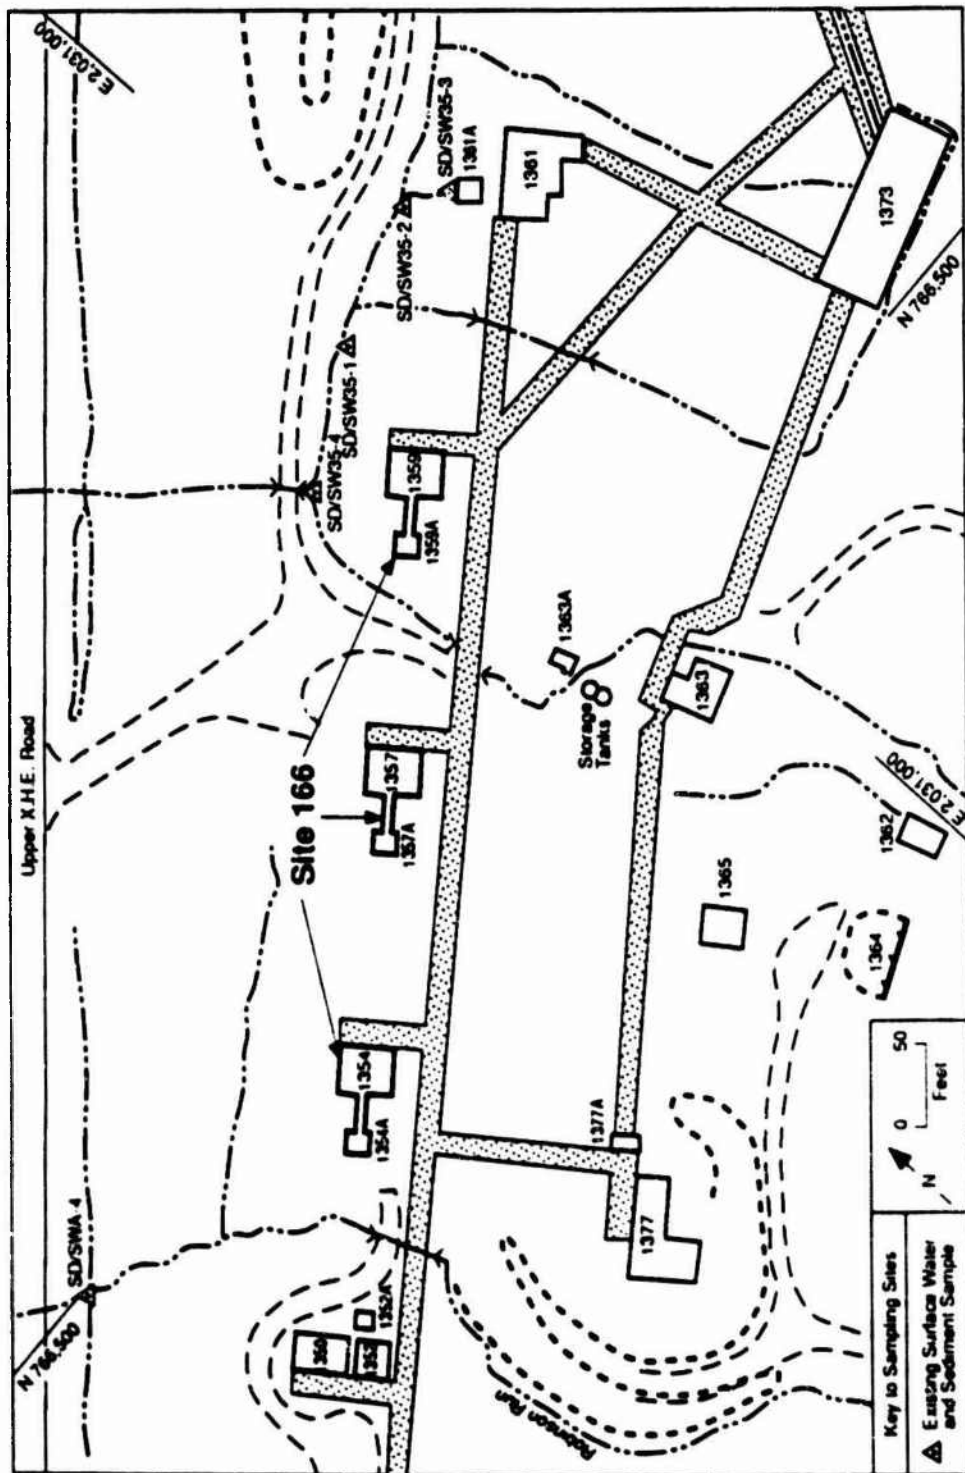 Upper X.H.E. Road
E 2.031.000
N 766.500
SD/SWA-4
SD/SW35-4
SD/SW35-1
SD/SW35-2
SD/SW35-3
1361A
1361
1373
N 766.500
Site 166
1359
1359A
1357
1357A
1354
1354A
1352A
1352
1363A
Storage
Tanks
1363
E 2.031.000
1362
1365
1364
1377A
1377
Robinson Run
Key to Sampling Sites
Existing Surface Water
and Sediment Sample
N
0 50
Feet